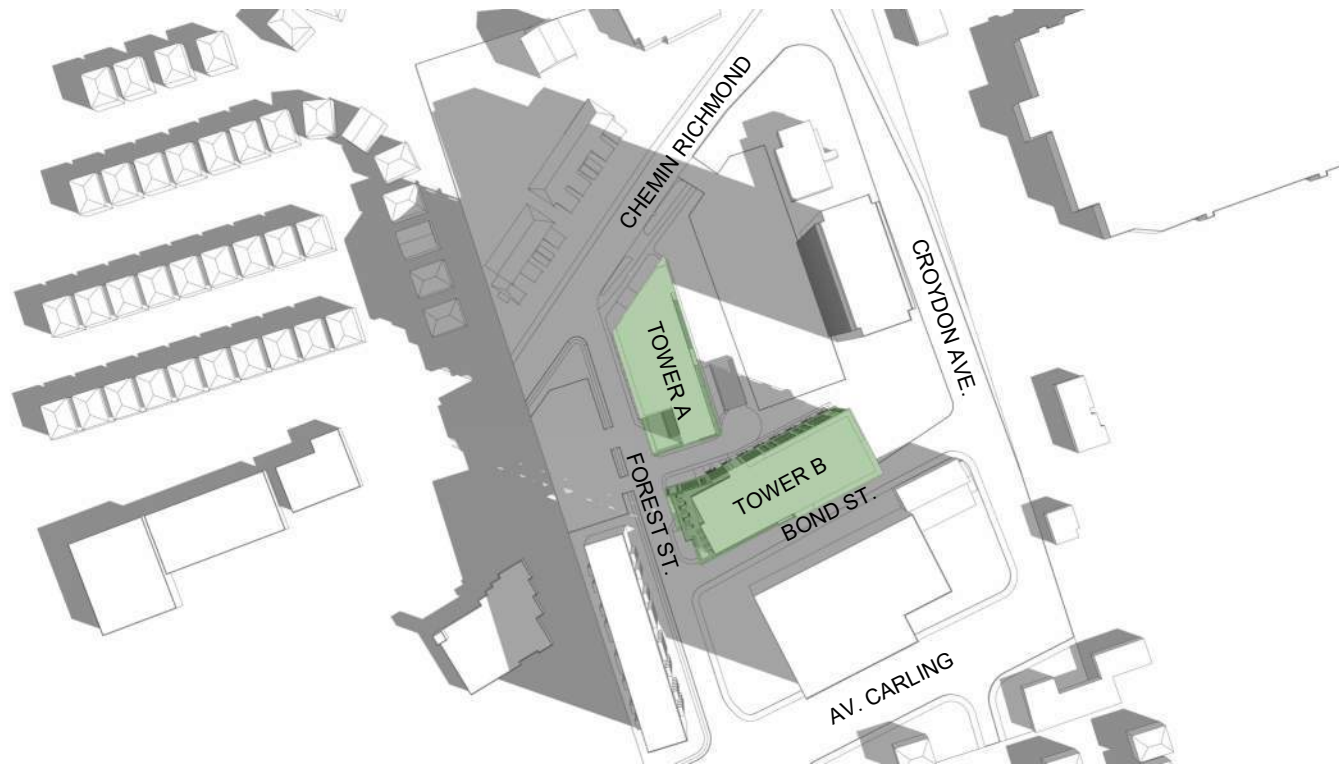 CHEMIN RICHMOND
CROYDON AVE.
TOWER A
TOWER B
FOREST ST.
BOND ST.
AV. CARLING